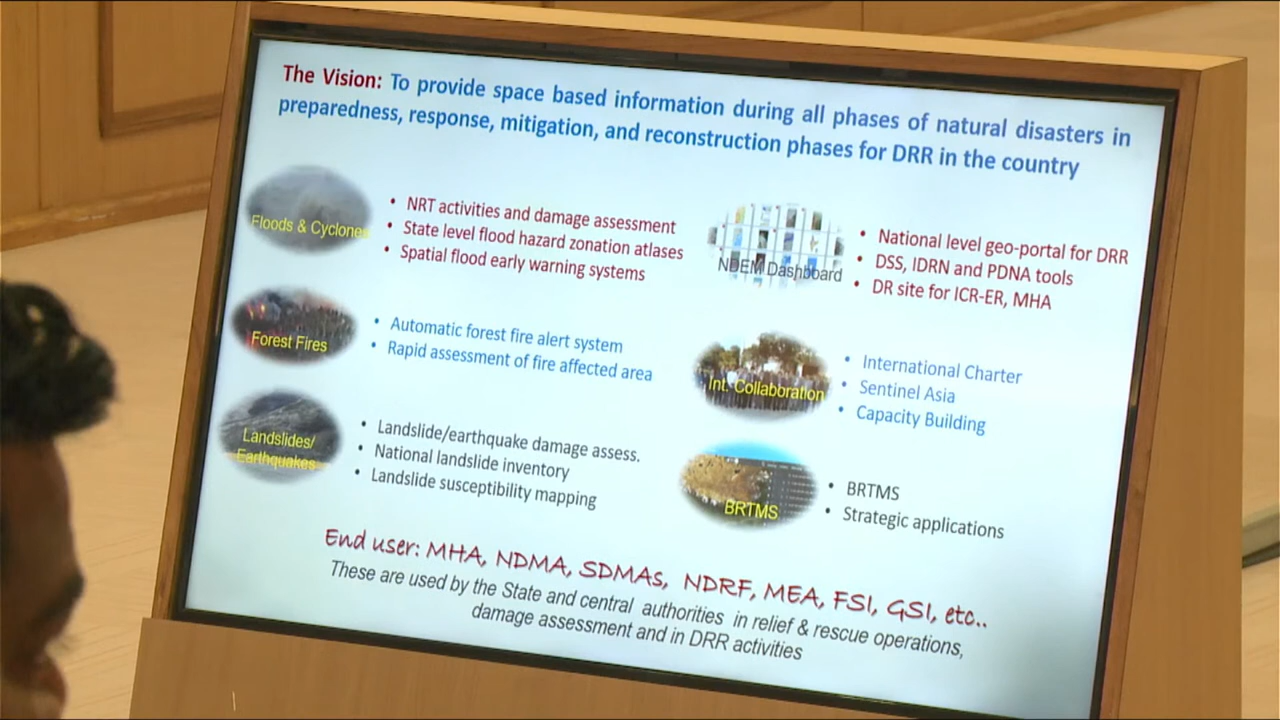 The Vision: To provide space based information during all phases of natural disasters in
preparedness, response, mitigation, and reconstruction phases for DRR in the country
Floods & Cyclones
• NRT activities and damage assessment
• State level flood hazard zonation atlases
• Spatial flood early warning systems
Forest Fires
• Automatic forest fire alert system
• Rapid assessment of fire affected area
Landslides/
Earthquakes
• Landslide/earthquake damage assess.
• National landslide inventory
• Landslide susceptibility mapping
NDEM Dashboard
• National level geo-portal for DRR
• DSS, IDRN and PDNA tools
• DR site for ICR-ER, MHA
Int. Collaboration
• International Charter
• Sentinel Asia
• Capacity Building
BRTMS
• BRTMS
• Strategic applications
End user: MHA, NDMA, SDMAs, NDRF, MEA, FSI, GSI, etc..
These are used by the State and central authorities in relief & rescue operations,
damage assessment and in DRR activities